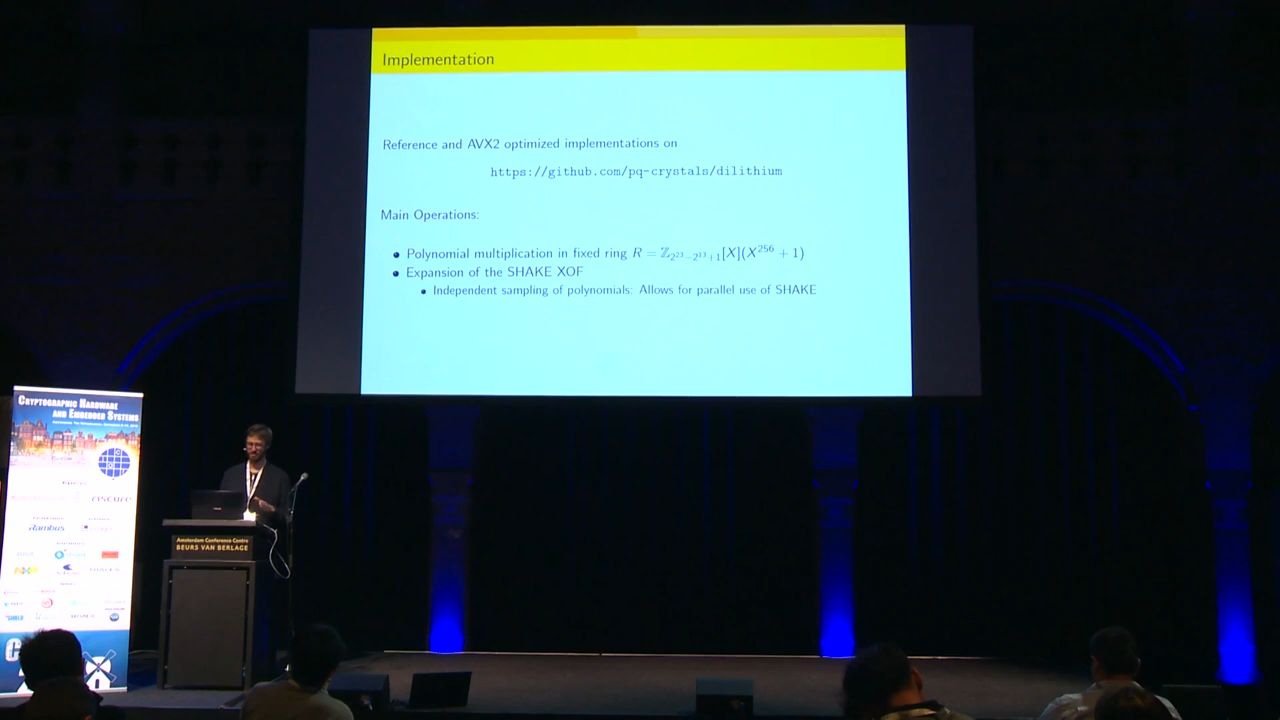 Implementation
Reference and AVX2 optimized implementations on
https://github.com/pq-crystals/dilithium
Main Operations:
• Polynomial multiplication in fixed ring R = ℤ_{2^{23}−2^{13}+1}[X](X^{256} + 1)
• Expansion of the SHAKE XOF
• Independent sampling of polynomials: Allows for parallel use of SHAKE
CRYPTOGRAPHIC HARDWARE
AND EMBEDDED SYSTEMS
riscure
Rambus
Amsterdam Conference Centre
BEURS VAN BERLAGE